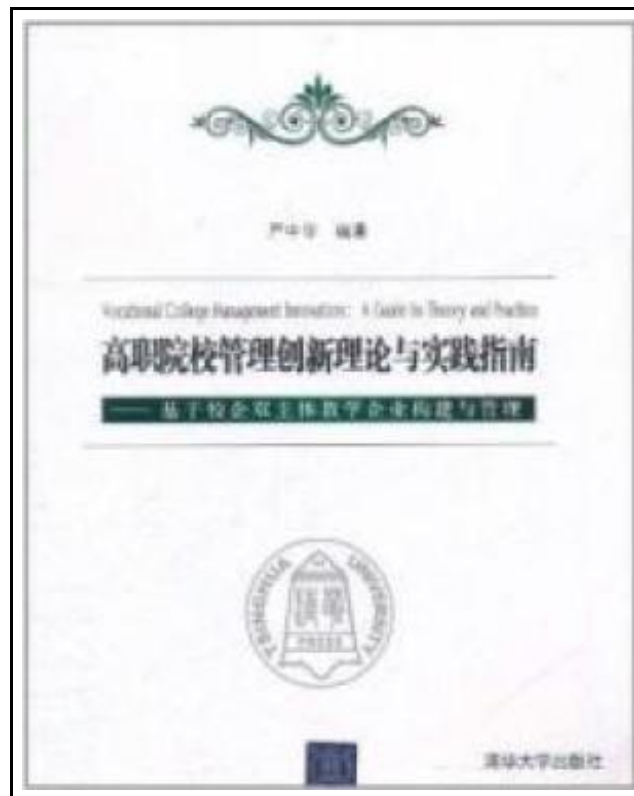 严中华 编著
Vocational College Management Innovation: A Guide to Theory and Practice
高职院校管理创新理论与实践指南
——基于校企双主体教学企业构建与管理
TSINGHUA UNIVERSITY
PRESS
清华大学出版社